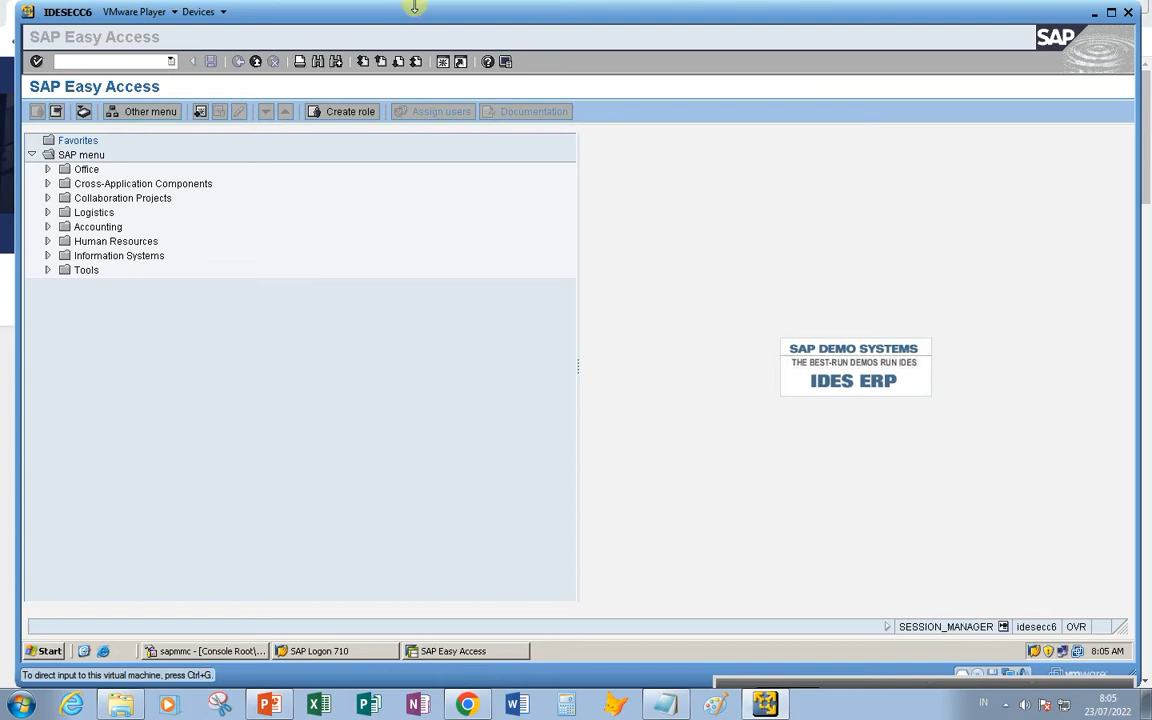 IDESECC6 VMware Player Devices
SAP Easy Access
SAP
SAP Easy Access
Other menu Create role Assign users Documentation
Favorites
SAP menu
Office
Cross-Application Components
Collaboration Projects
Logistics
Accounting
Human Resources
Information Systems
Tools
SAP DEMO SYSTEMS
THE BEST-RUN DEMOS RUN IDES
IDES ERP
SESSION_MANAGER idesecc6 OVR
Start sapmmc - [Console Root\... SAP Logon 710 SAP Easy Access 8:05 AM
To direct input to this virtual machine, press Ctrl+G. vmware
IN 8:05
23/07/2022